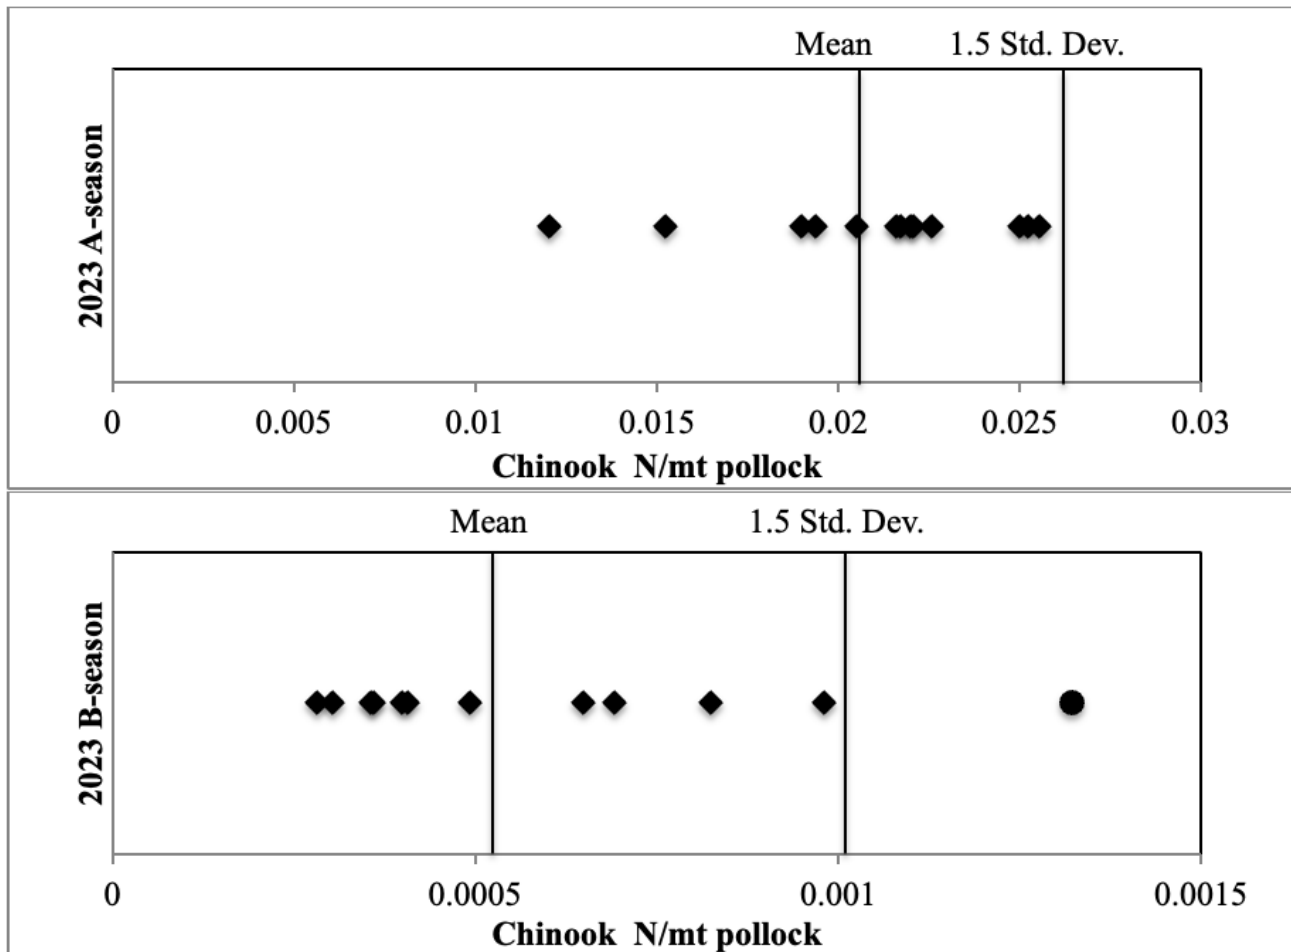 Mean 1.5 Std. Dev.
2023 A-season
0 0.005 0.01 0.015 0.02 0.025 0.03
Chinook N/mt pollock
Mean 1.5 Std. Dev.
2023 B-season
0 0.0005 0.001 0.0015
Chinook N/mt pollock